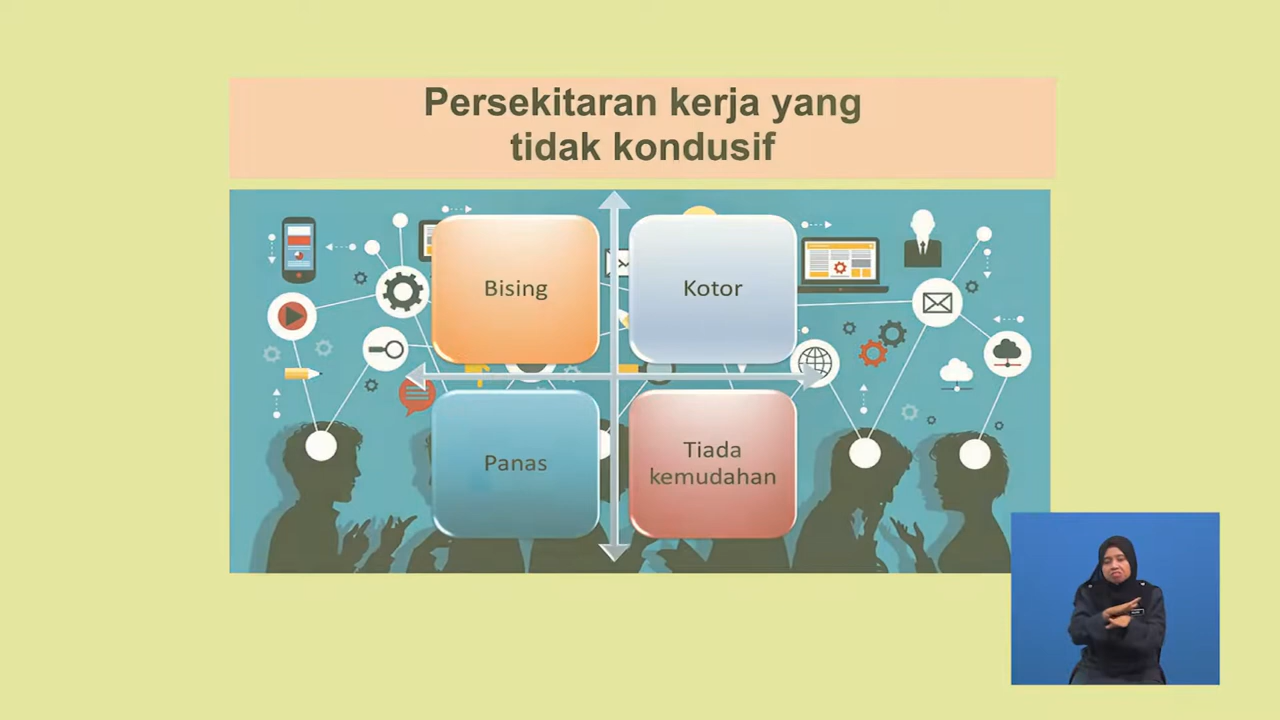 Persekitaran kerja yang
tidak kondusif
Bising
Kotor
Panas
Tiada
kemudahan